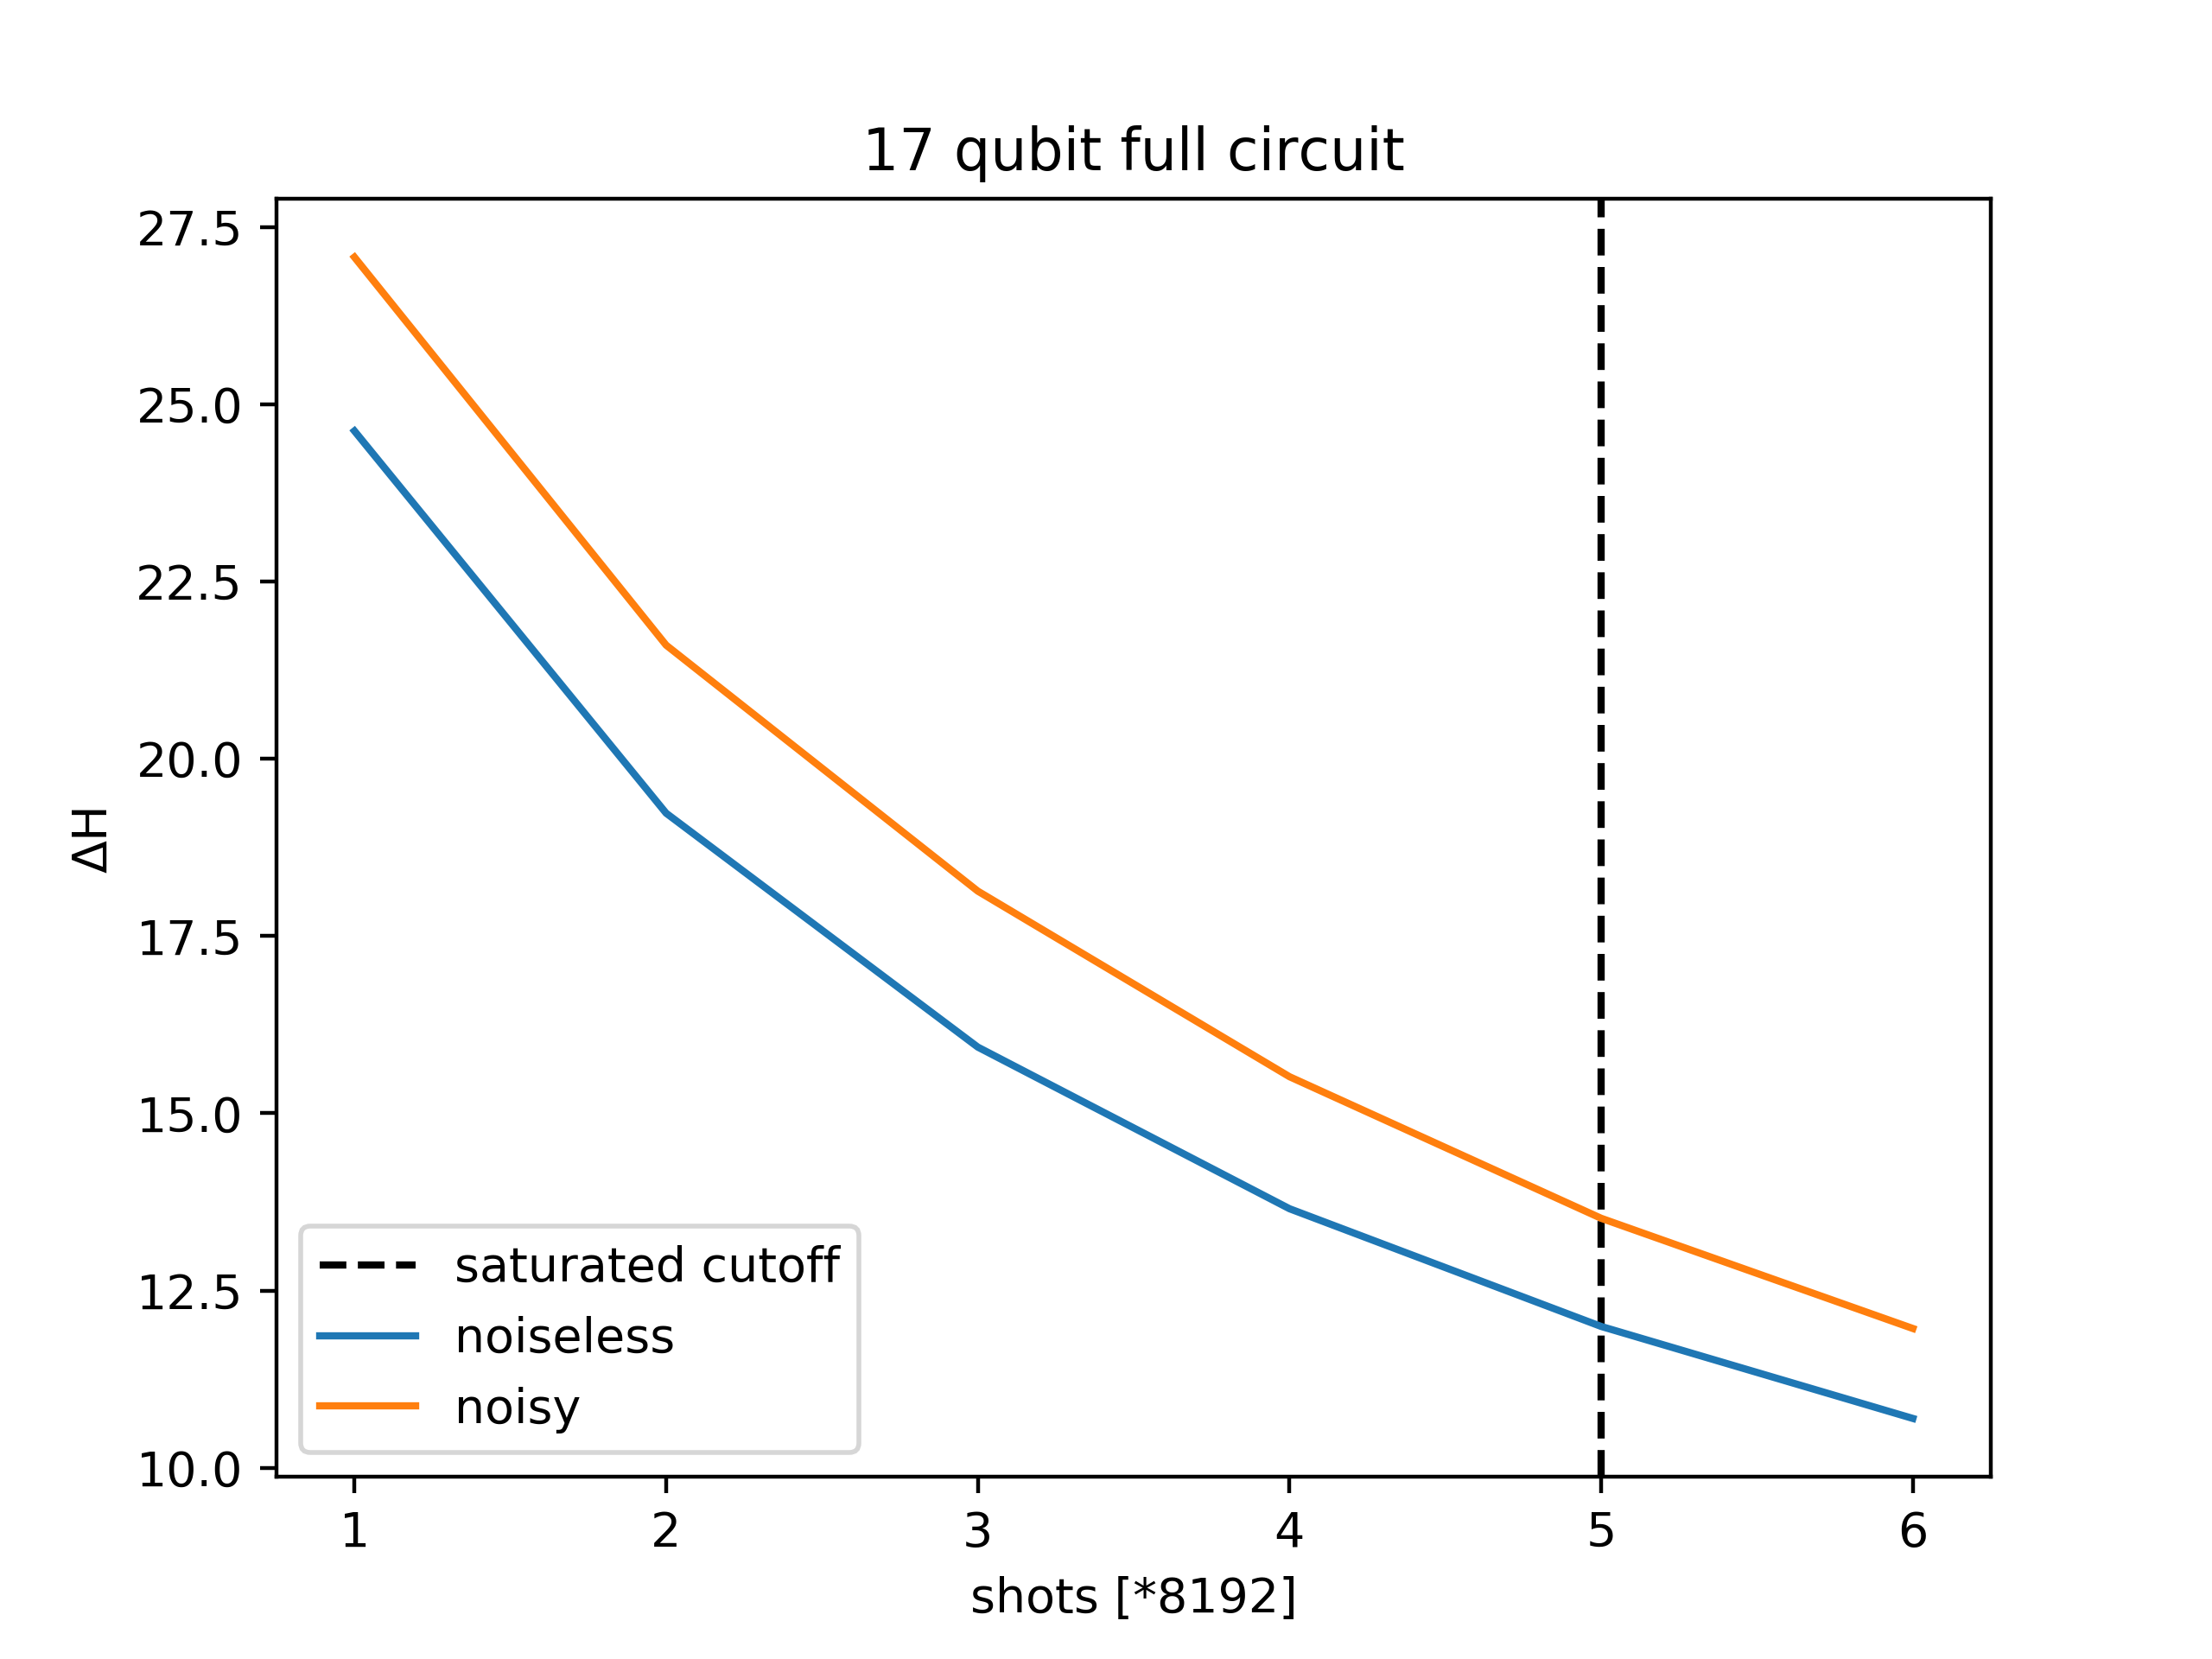 17 qubit full circuit
27.5
25.0
22.5
20.0
17.5
15.0
12.5
10.0
ΔH
saturated cutoff
noiseless
noisy
1 2 3 4 5 6
shots [*8192]